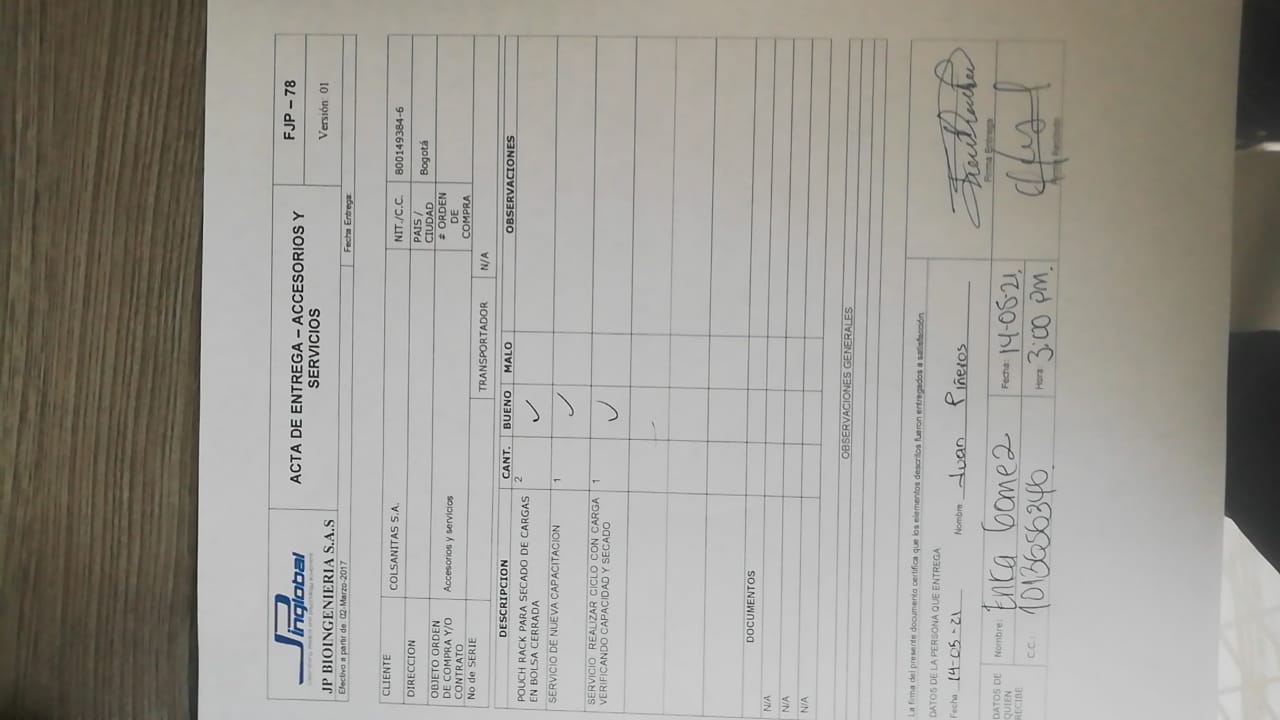 JPinglobal
ACTA DE ENTREGA – ACCESORIOS Y SERVICIOS
FJP – 78
JP BIOINGENIERIA S.A.S
Versión 01
Efectivo a partir de: 02-Marzo-2017
Fecha Entrega:
CLIENTE COLSANITAS S.A. NIT./C.C. 800149384-6
DIRECCION PAIS / CIUDAD Bogotá
OBJETO ORDEN DE COMPRA Y/O CONTRATO Accesorios y servicios # ORDEN DE COMPRA
No de SERIE TRANSPORTADOR N/A
DESCRIPCION CANT. BUENO MALO OBSERVACIONES
POUCH RACK PARA SECADO DE CARGAS 2 ✓
EN BOLSA CERRADA
SERVICIO DE NUEVA CAPACITACION 1 ✓
SERVICIO REALIZAR CICLO CON CARGA 1 ✓
VERIFICANDO CAPACIDAD Y SECADO
DOCUMENTOS
N/A
N/A
N/A
OBSERVACIONES GENERALES
La firma del presente documento certifica que los elementos descritos fueron entregados a satisfacción
DATOS DE LA PERSONA QUE ENTREGA
Fecha 14-05-21 Nombre Juan Piñeros
Firma Entrega
DATOS DE QUIEN RECIBE
Nombre: Erika Gomez Fecha: 14-05-21.
C.C.: Hora 3:00 pm.